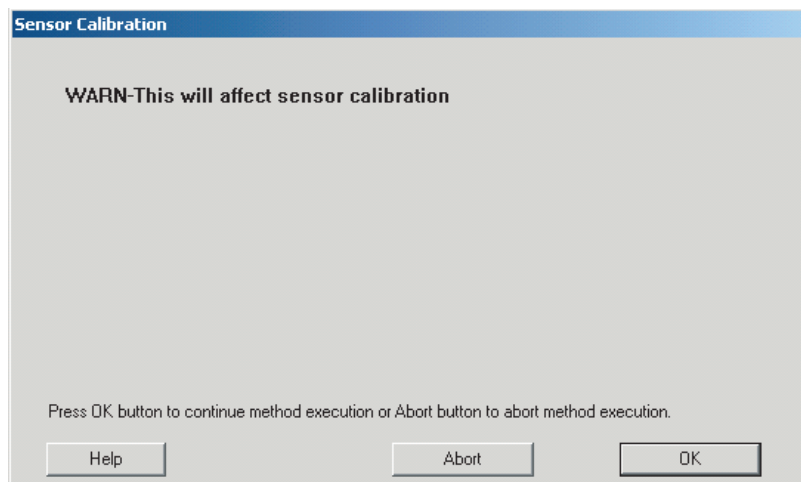 Sensor Calibration
WARN-This will affect sensor calibration
Press OK button to continue method execution or Abort button to abort method execution.
Help Abort OK